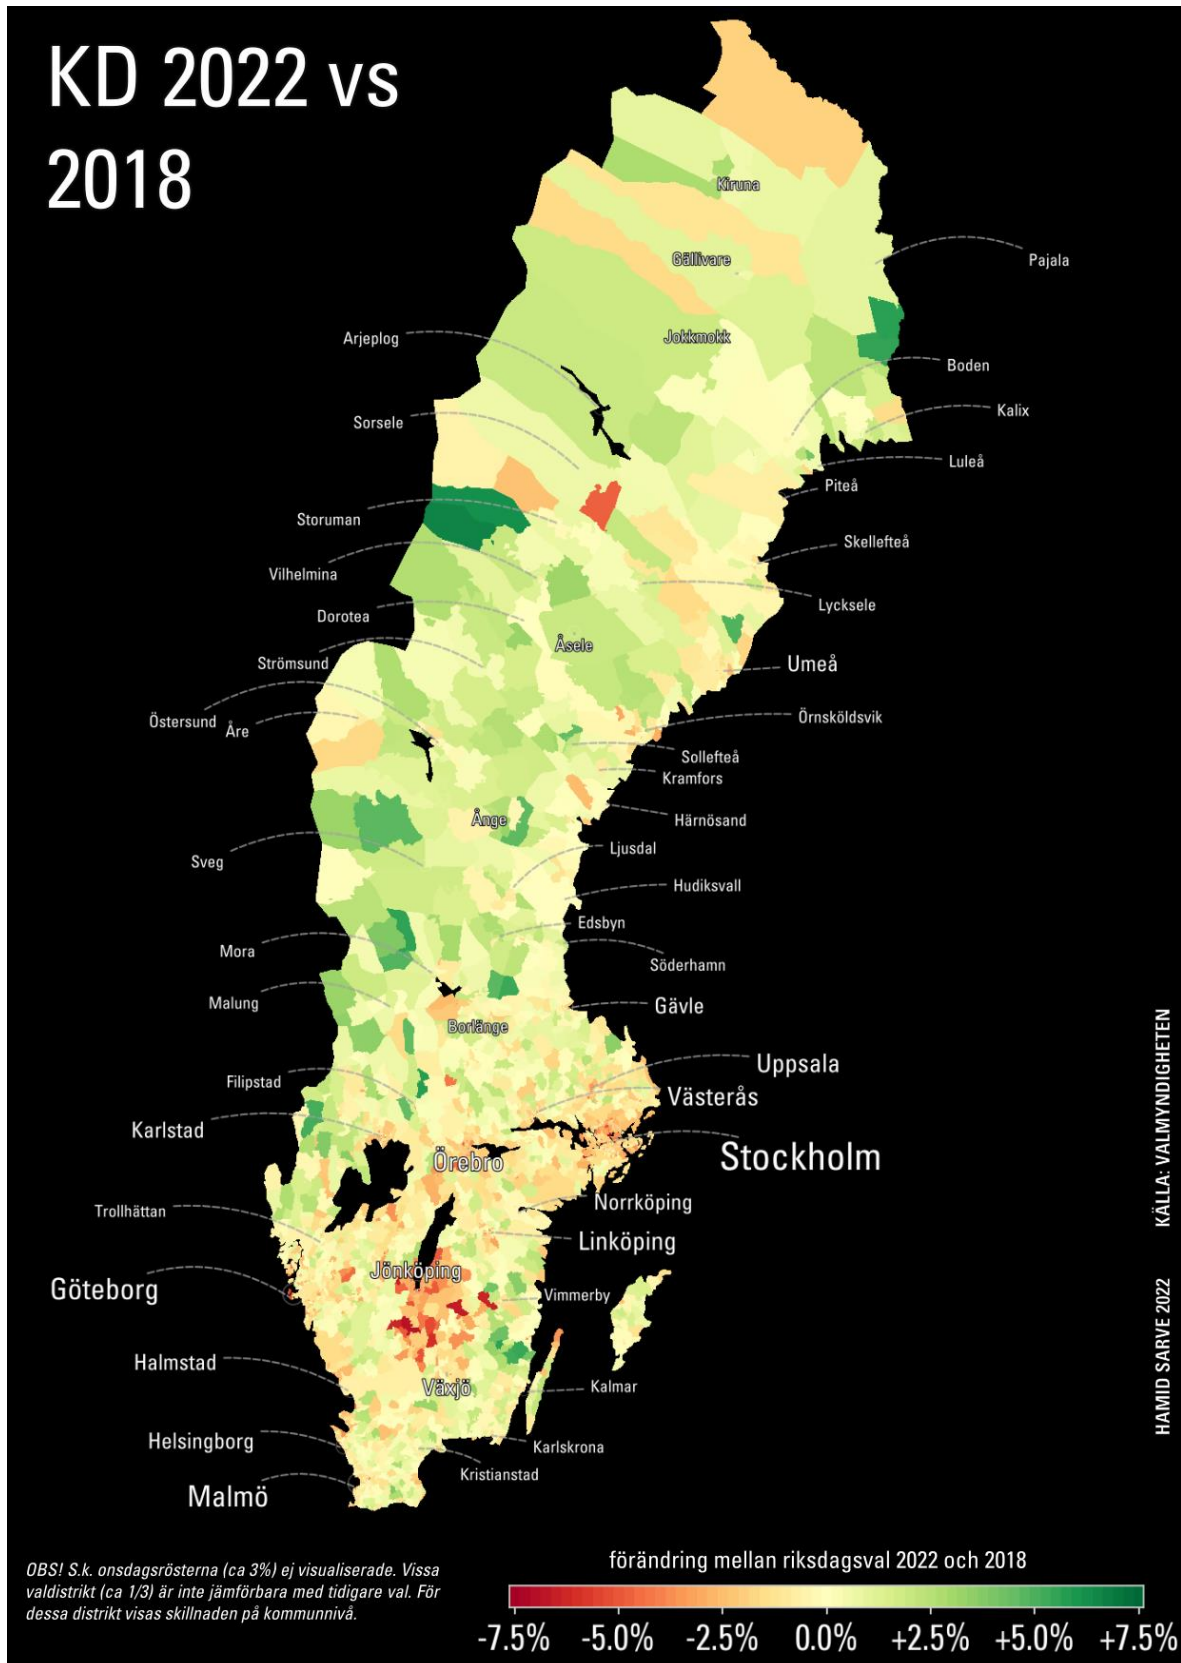 KD 2022 vs
2018
Kiruna
Gällivare
Pajala
Jokkmokk
Arjeplog
Boden
Kalix
Sorsele
Luleå
Piteå
Storuman
Skellefteå
Vilhelmina
Lycksele
Dorotea
Åsele
Strömsund
Umeå
Östersund
Åre
Örnsköldsvik
Sollefteå
Kramfors
Ånge
Härnösand
Ljusdal
Sveg
Hudiksvall
Edsbyn
Mora
Söderhamn
Malung
Gävle
Borlänge
Uppsala
Filipstad
Västerås
Karlstad
Stockholm
Örebro
Norrköping
Trollhättan
Linköping
Jönköping
Göteborg
Vimmerby
Halmstad
Växjö
Kalmar
Helsingborg
Karlskrona
Kristianstad
Malmö
HAMID SARVE 2022 KÄLLA: VALMYNDIGHETEN
OBS! S.k. onsdagsrösterna (ca 3%) ej visualiserade. Vissa
valdistrikt (ca 1/3) är inte jämförbara med tidigare val. För
dessa distrikt visas skillnaden på kommunnivå.
förändring mellan riksdagsval 2022 och 2018
-7.5% -5.0% -2.5% 0.0% +2.5% +5.0% +7.5%